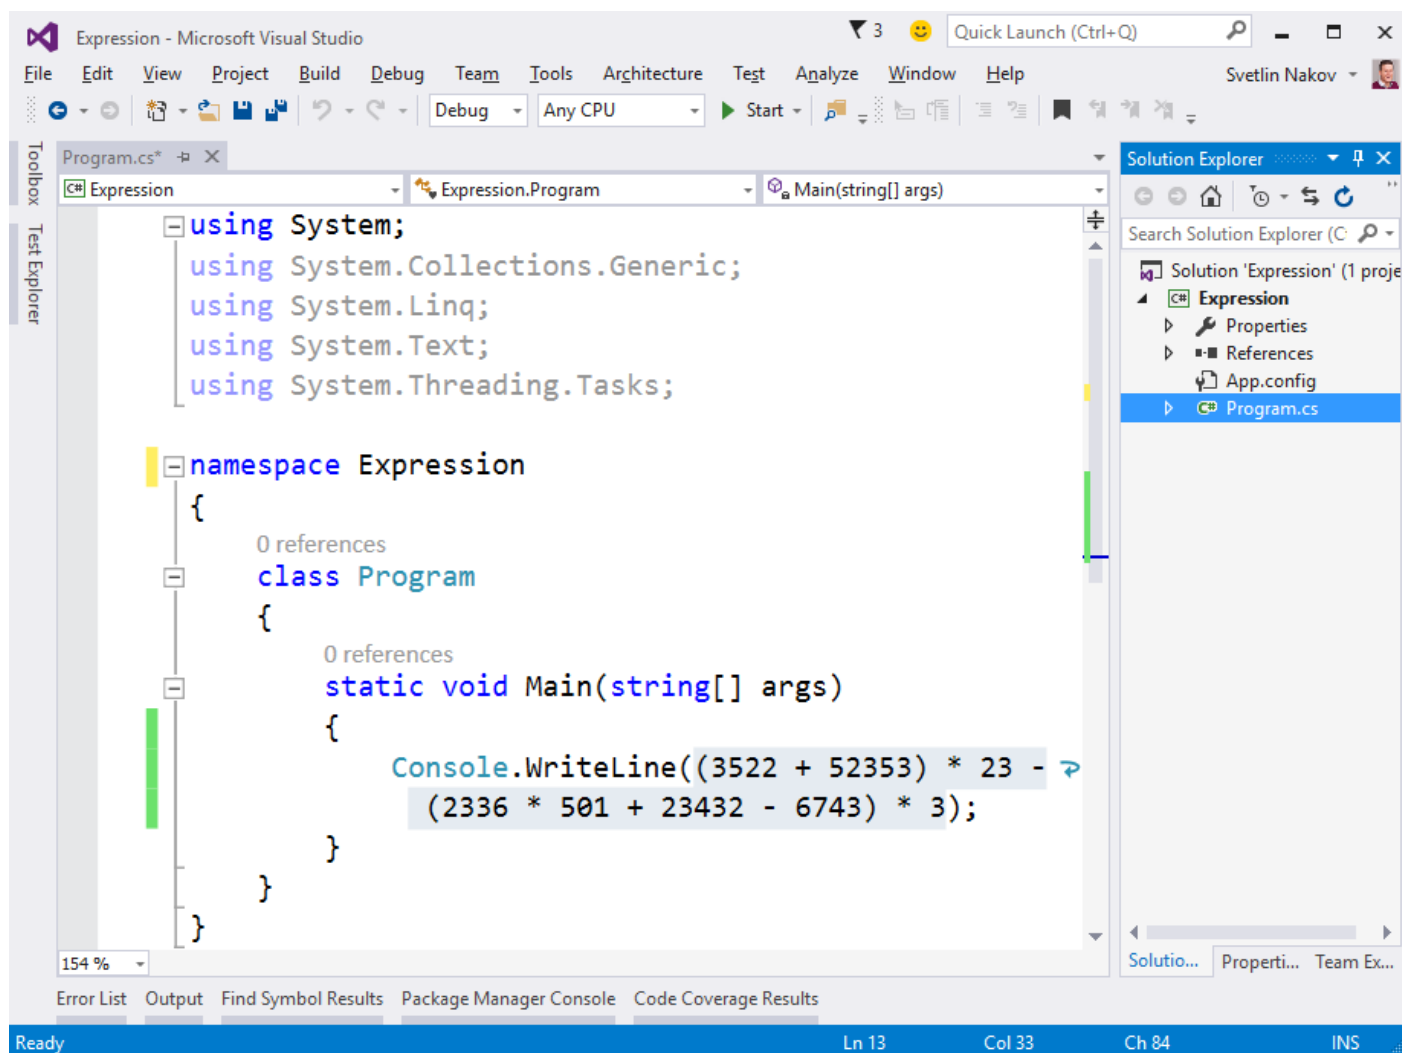 Expression - Microsoft Visual Studio
3
Quick Launch (Ctrl+Q)
File Edit View Project Build Debug Team Tools Architecture Test Analyze Window Help
Svetlin Nakov
Debug
Any CPU
Start
Toolbox
Test Explorer
Program.cs*
C# Expression
Expression.Program
Main(string[] args)
using System;
using System.Collections.Generic;
using System.Linq;
using System.Text;
using System.Threading.Tasks;
namespace Expression
{
0 references
class Program
{
0 references
static void Main(string[] args)
{
Console.WriteLine((3522 + 52353) * 23 -
(2336 * 501 + 23432 - 6743) * 3);
}
}
}
154 %
Solution Explorer
Search Solution Explorer (C
Solution 'Expression' (1 proje
C# Expression
Properties
References
App.config
C# Program.cs
Solutio... Properti... Team Ex...
Error List Output Find Symbol Results Package Manager Console Code Coverage Results
Ready
Ln 13
Col 33
Ch 84
INS